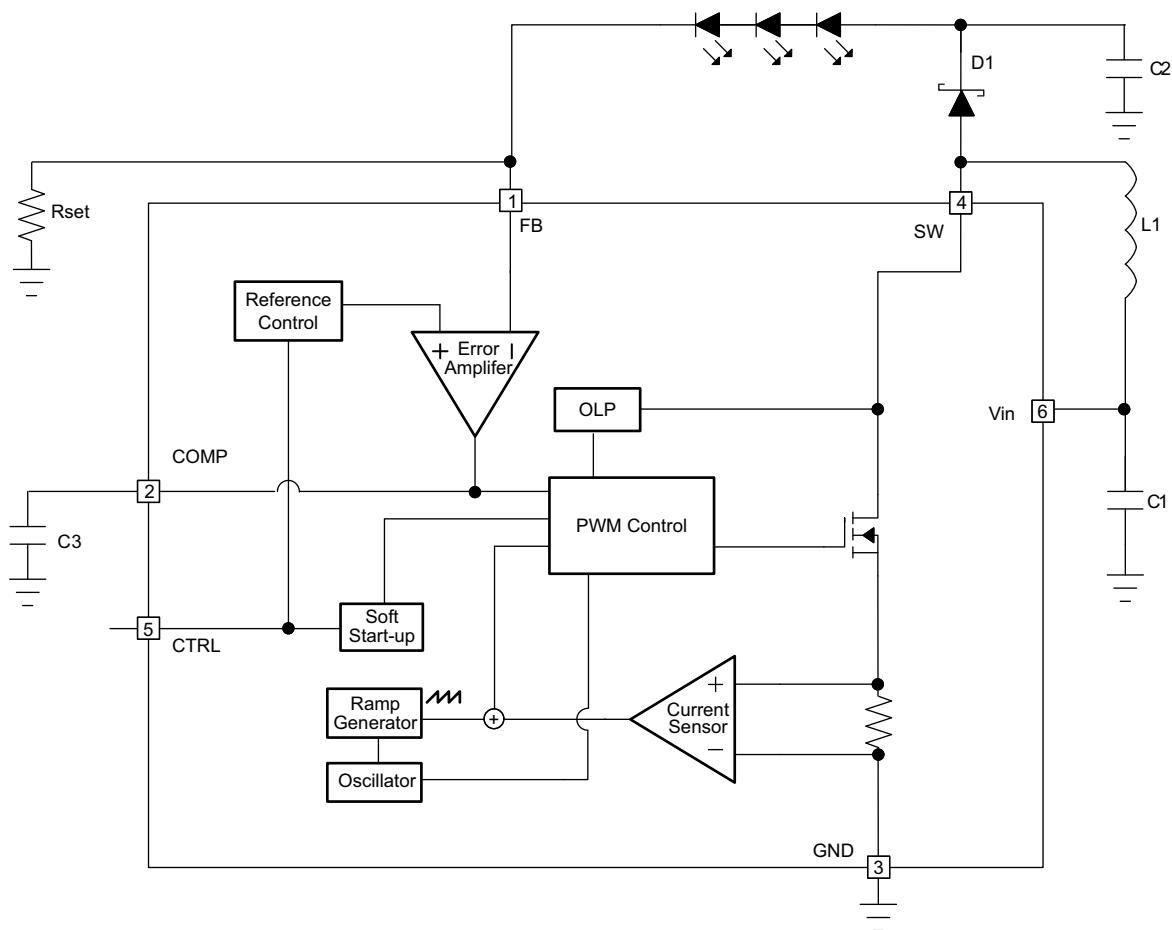 D1
C2
Rset
1
FB
4
SW
L1
Reference
Control
+ Error
Amplifer
OLP
Vin
6
COMP
2
PWM Control
C1
C3
5
CTRL
Soft
Start-up
Ramp
Generator
+
+
Current
Sensor
−
Oscillator
GND
3